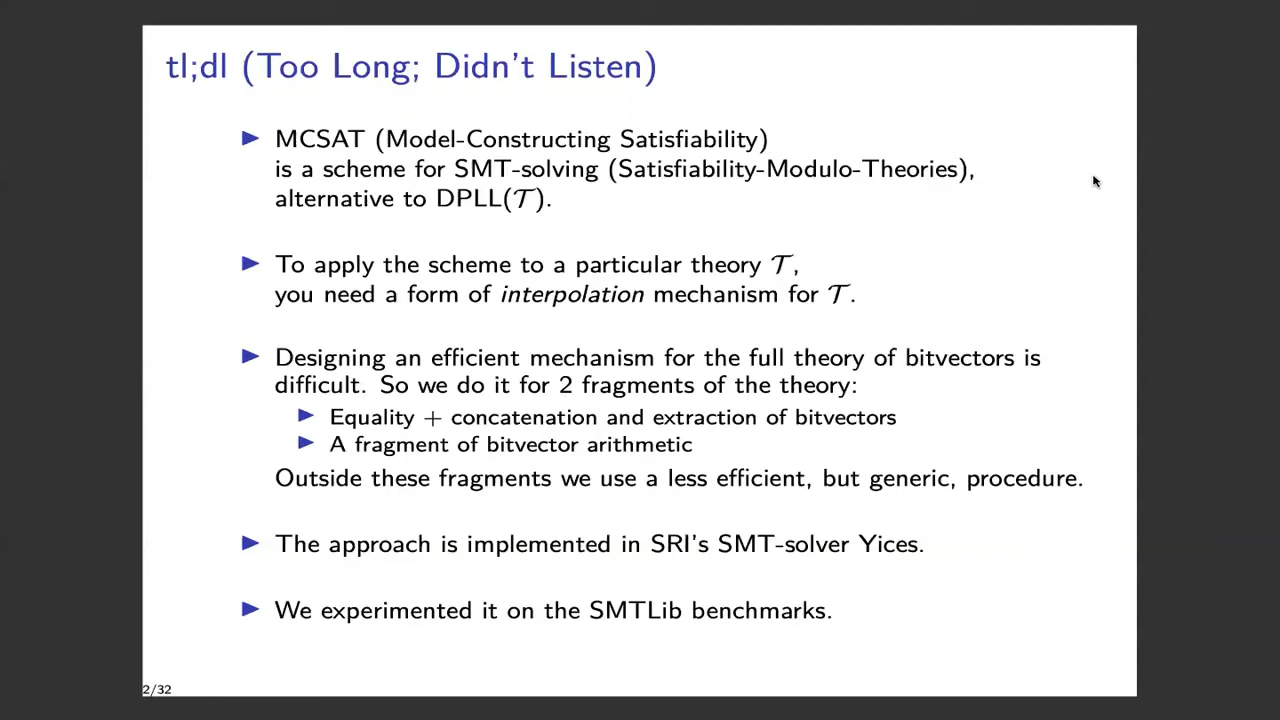 tl;dl (Too Long; Didn't Listen)
▶ MCSAT (Model-Constructing Satisfiability)
is a scheme for SMT-solving (Satisfiability-Modulo-Theories),
alternative to DPLL(𝒯).
▶ To apply the scheme to a particular theory 𝒯,
you need a form of interpolation mechanism for 𝒯.
▶ Designing an efficient mechanism for the full theory of bitvectors is
difficult. So we do it for 2 fragments of the theory:
▶ Equality + concatenation and extraction of bitvectors
▶ A fragment of bitvector arithmetic
Outside these fragments we use a less efficient, but generic, procedure.
▶ The approach is implemented in SRI's SMT-solver Yices.
▶ We experimented it on the SMTLib benchmarks.
2/32